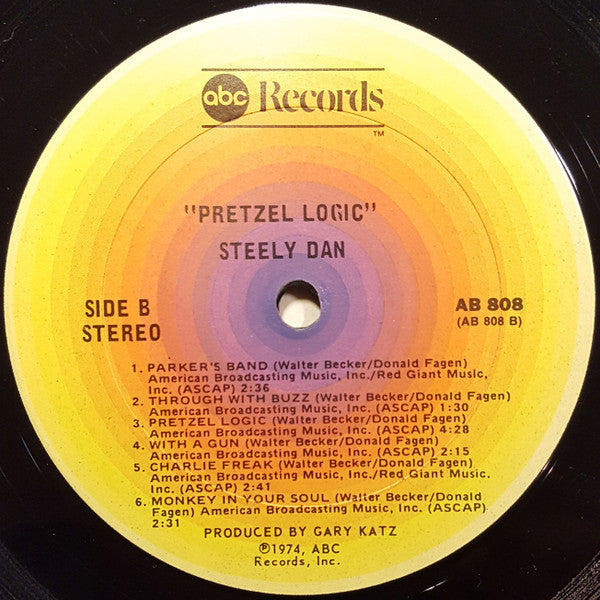 abc Records
TM
"PRETZEL LOGIC"
STEELY DAN
SIDE B
STEREO
AB 808
(AB 808 B)
1. PARKER'S BAND (Walter Becker/Donald Fagen)
American Broadcasting Music, Inc./Red Giant Music,
Inc. (ASCAP) 2:36
2. THROUGH WITH BUZZ (Walter Becker/Donald Fagen)
American Broadcasting Music, Inc. (ASCAP) 1:30
3. PRETZEL LOGIC (Walter Becker/Donald Fagen)
American Broadcasting Music, Inc. (ASCAP) 4:28
4. WITH A GUN (Walter Becker/Donald Fagen)
American Broadcasting Music, Inc. (ASCAP) 2:15
5. CHARLIE FREAK (Walter Becker/Donald Fagen)
American Broadcasting Music, Inc./Red Giant Music,
Inc. (ASCAP) 2:41
6. MONKEY IN YOUR SOUL (Walter Becker/Donald
Fagen) American Broadcasting Music, Inc. (ASCAP)
2:31
PRODUCED BY GARY KATZ
℗1974, ABC
Records, Inc.